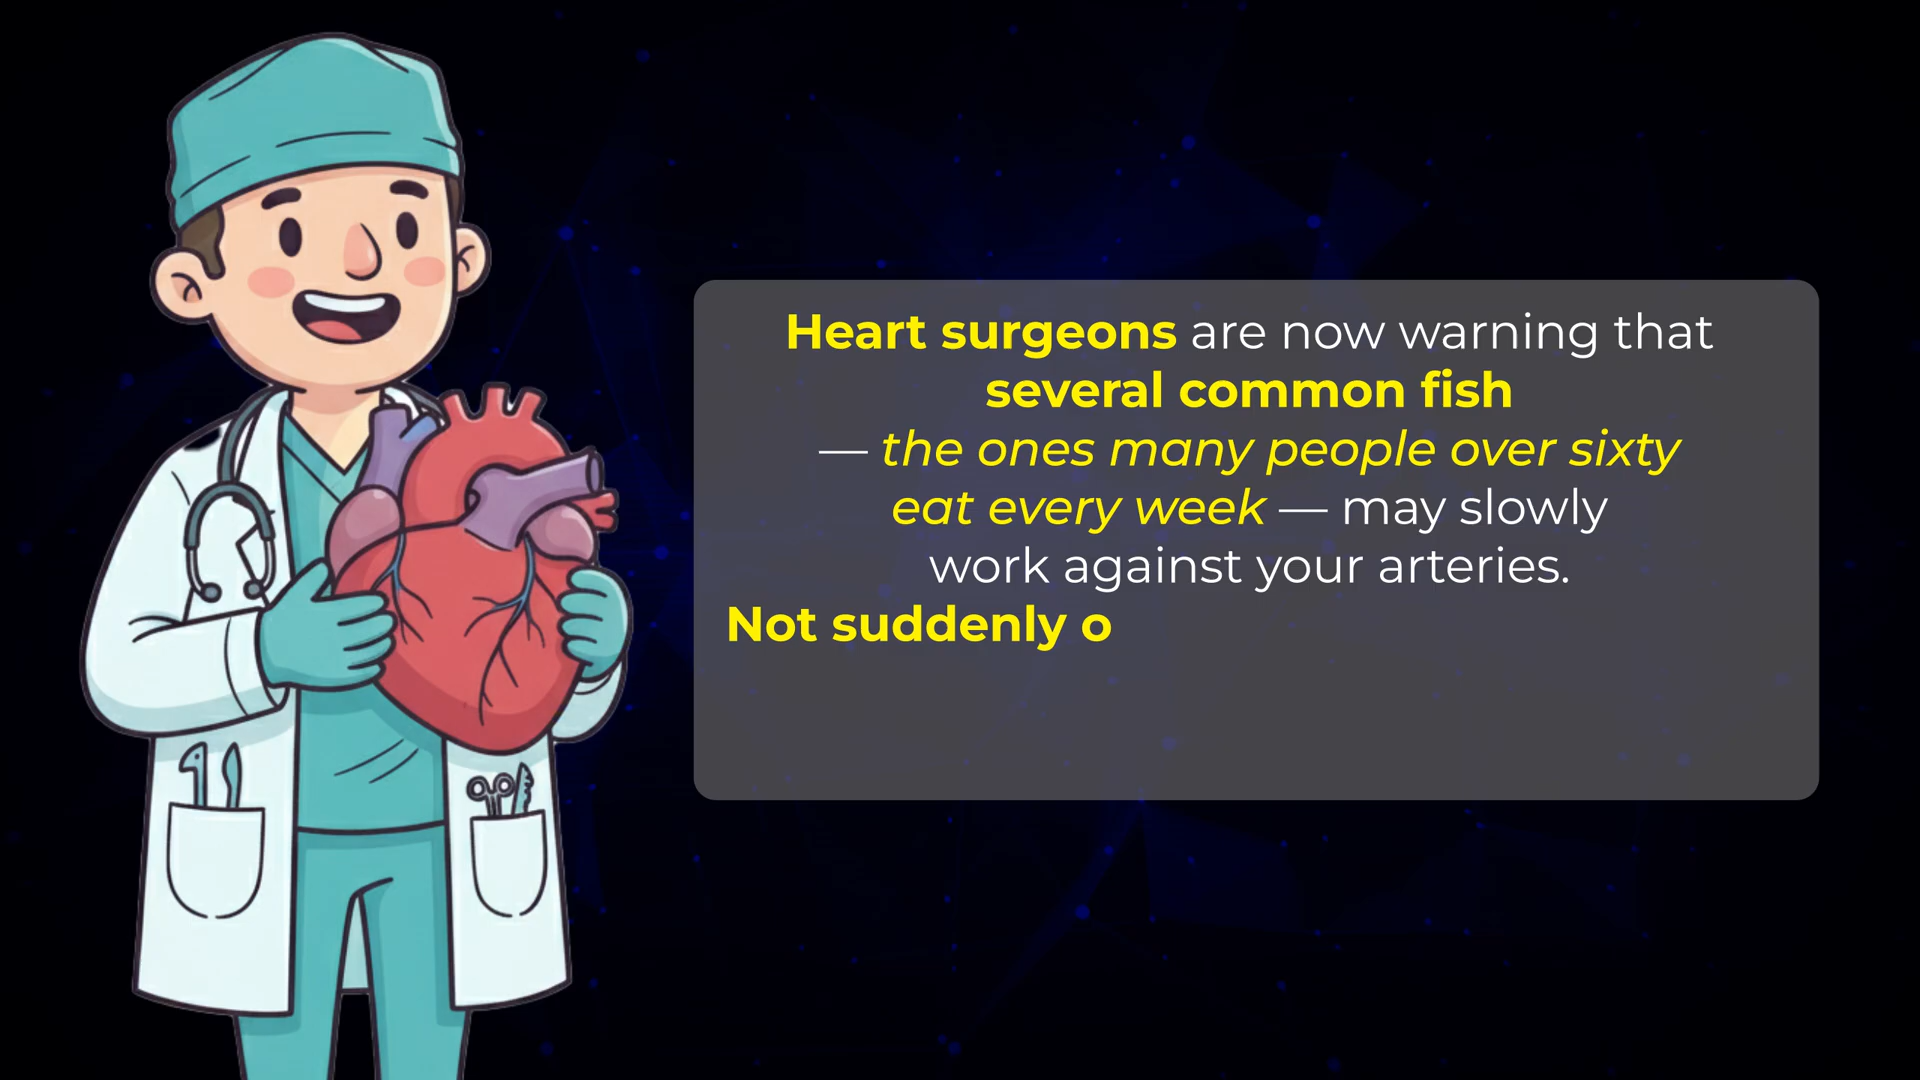 Heart surgeons are now warning that
several common fish
— the ones many people over sixty
eat every week — may slowly
work against your arteries.
Not suddenly o